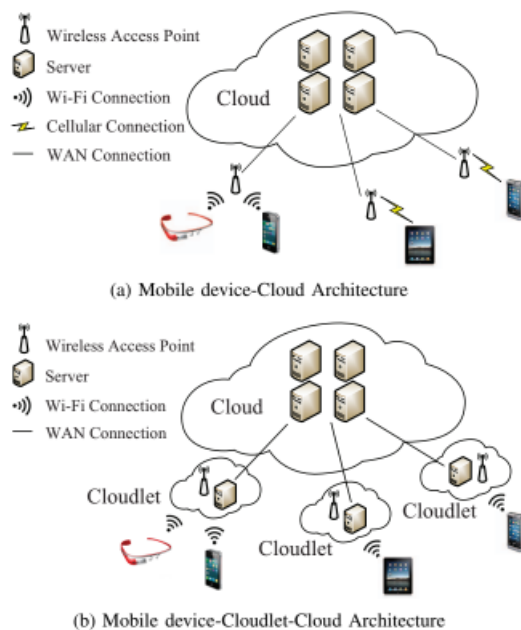 Wireless Access Point
Server
Wi-Fi Connection
Cellular Connection
WAN Connection
Cloud
(a) Mobile device-Cloud Architecture
Wireless Access Point
Server
Wi-Fi Connection
WAN Connection
Cloud
Cloudlet
Cloudlet
Cloudlet
(b) Mobile device-Cloudlet-Cloud Architecture